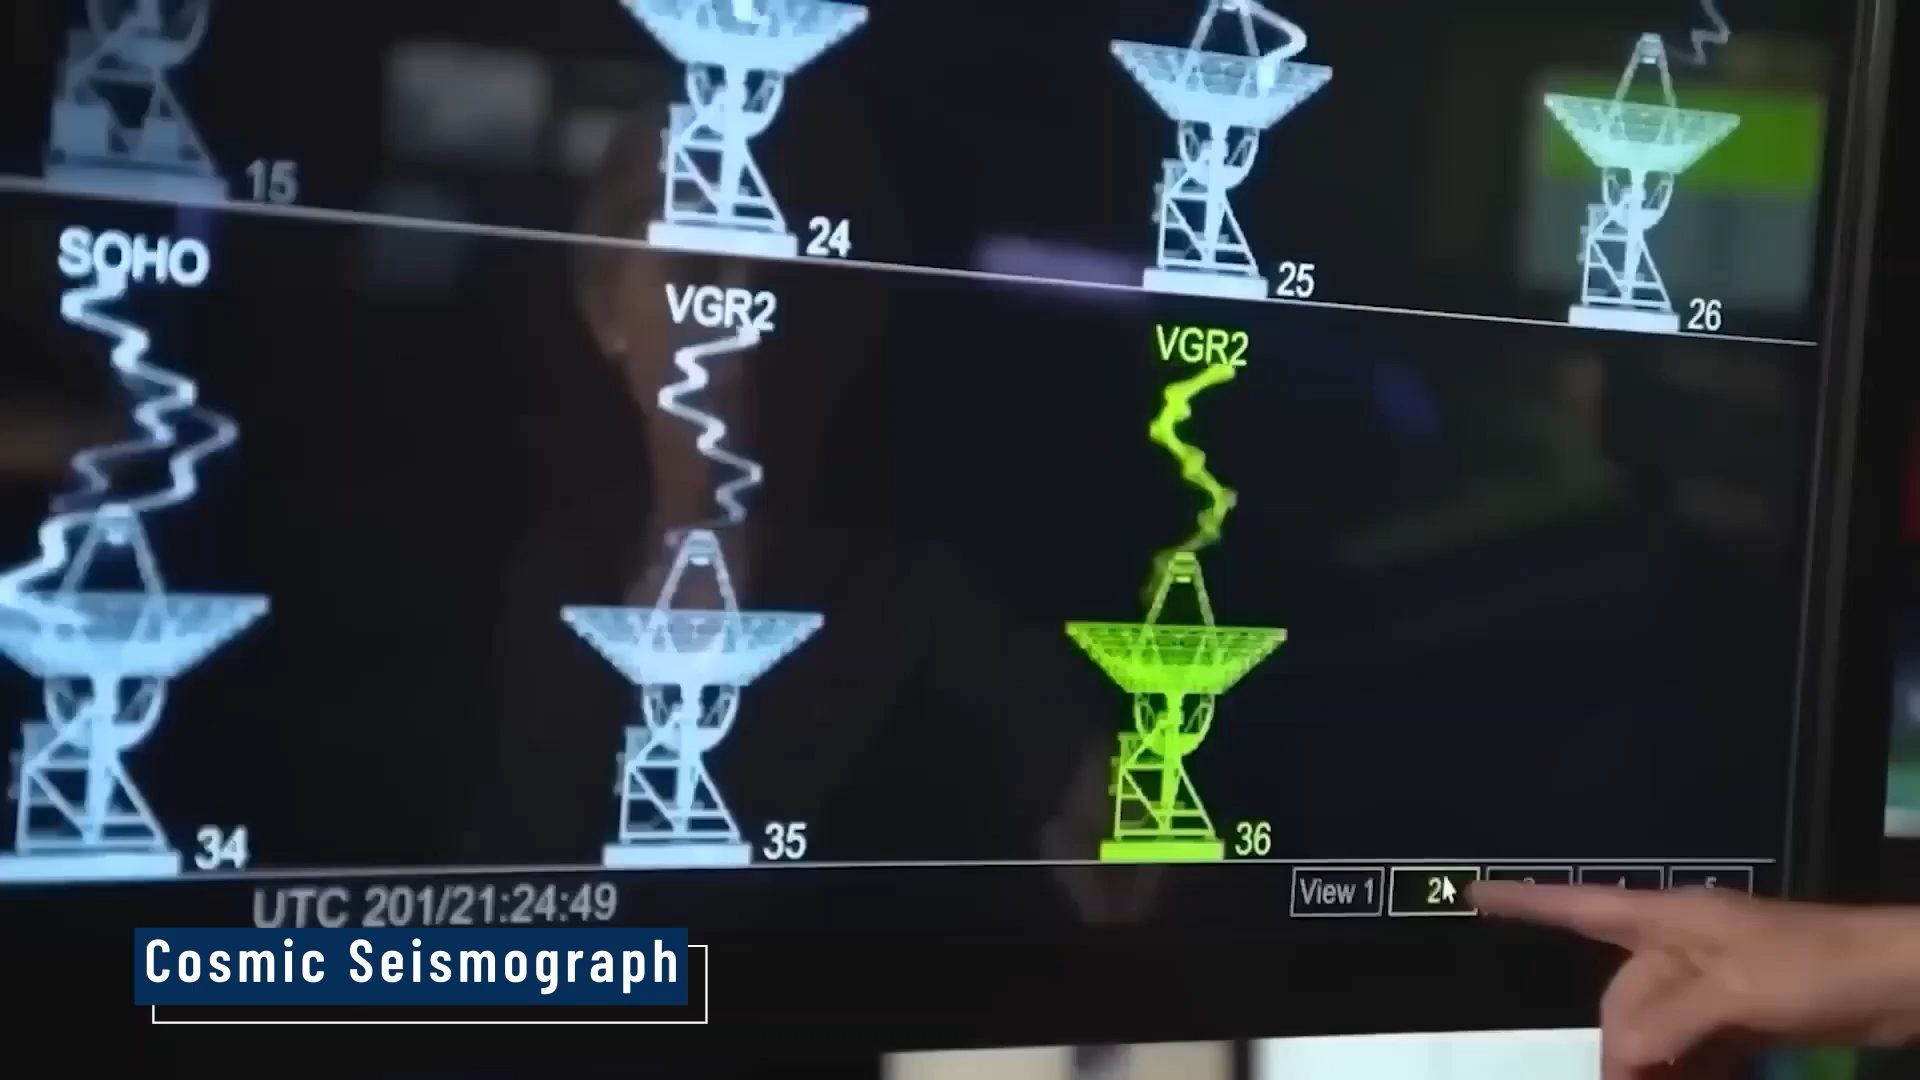 15
24
25
26
SOHO
VGR2
VGR2
34
35
36
UTC 201/21:24:49
View 1
2
Cosmic Seismograph